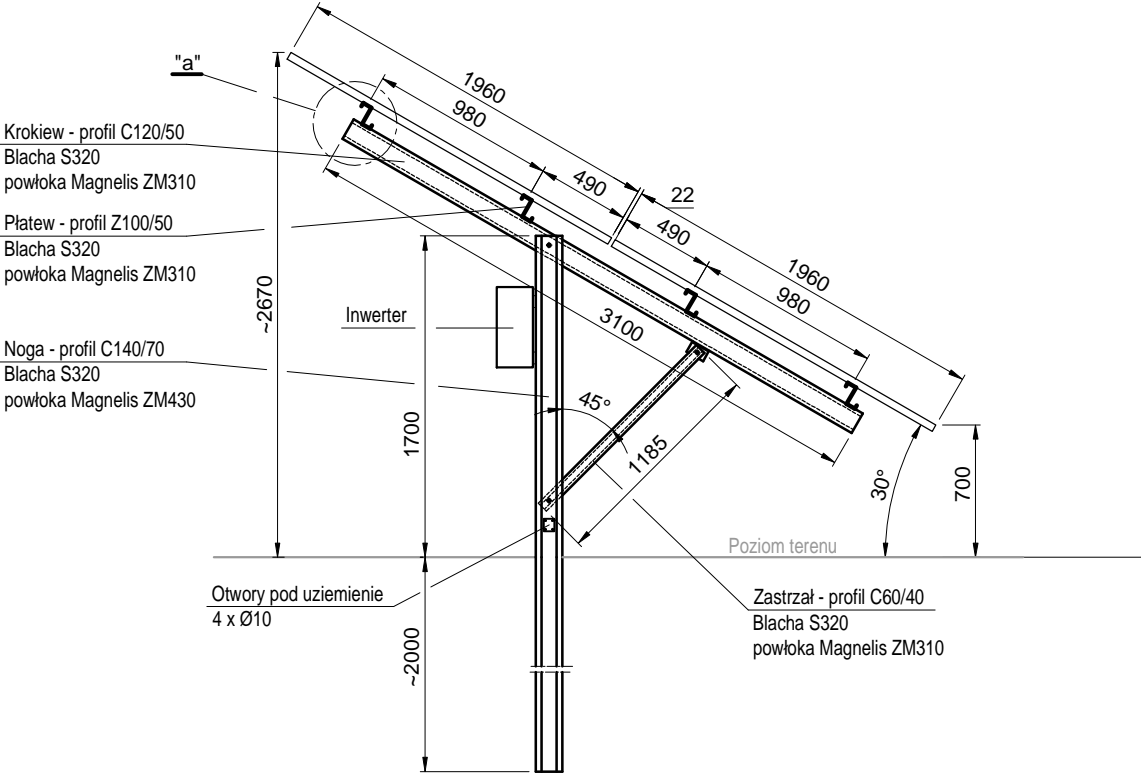 "a"
Krokiew - profil C120/50
Blacha S320
powłoka Magnelis ZM310
Płatew - profil Z100/50
Blacha S320
powłoka Magnelis ZM310
Noga - profil C140/70
Blacha S320
powłoka Magnelis ZM430
1960
980
490
22
490
1960
980
3100
~2670
Inwerter
1700
45°
1185
30°
700
Poziom terenu
Otwory pod uziemienie
4 x Ø10
~2000
Zastrzał - profil C60/40
Blacha S320
powłoka Magnelis ZM310